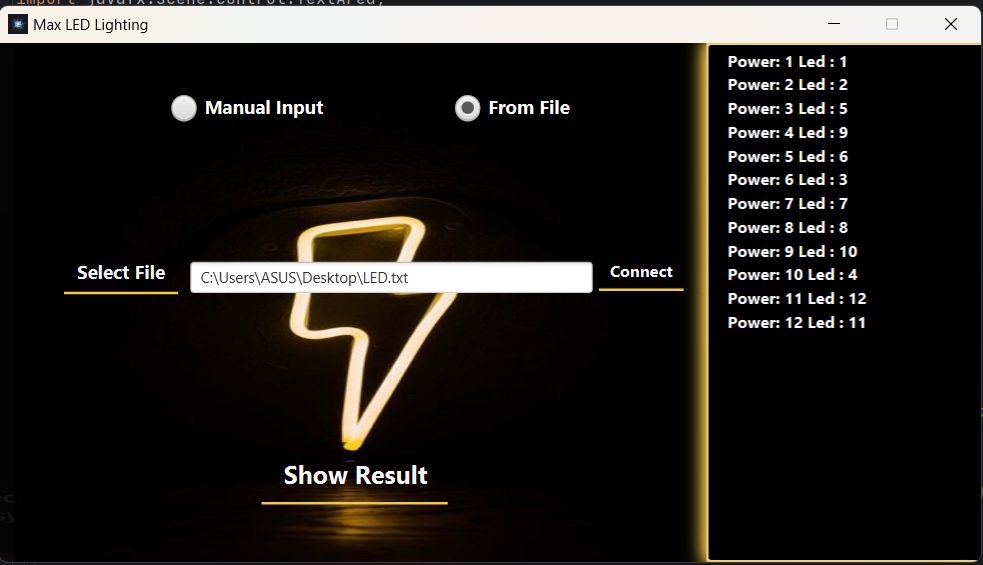 import javafx.scene.control.TextArea;
Max LED Lighting
Manual Input
From File
Select File
C:\Users\ASUS\Desktop\LED.txt
Connect
Show Result
Power: 1 Led : 1
Power: 2 Led : 2
Power: 3 Led : 5
Power: 4 Led : 9
Power: 5 Led : 6
Power: 6 Led : 3
Power: 7 Led : 7
Power: 8 Led : 8
Power: 9 Led : 10
Power: 10 Led : 4
Power: 11 Led : 12
Power: 12 Led : 11